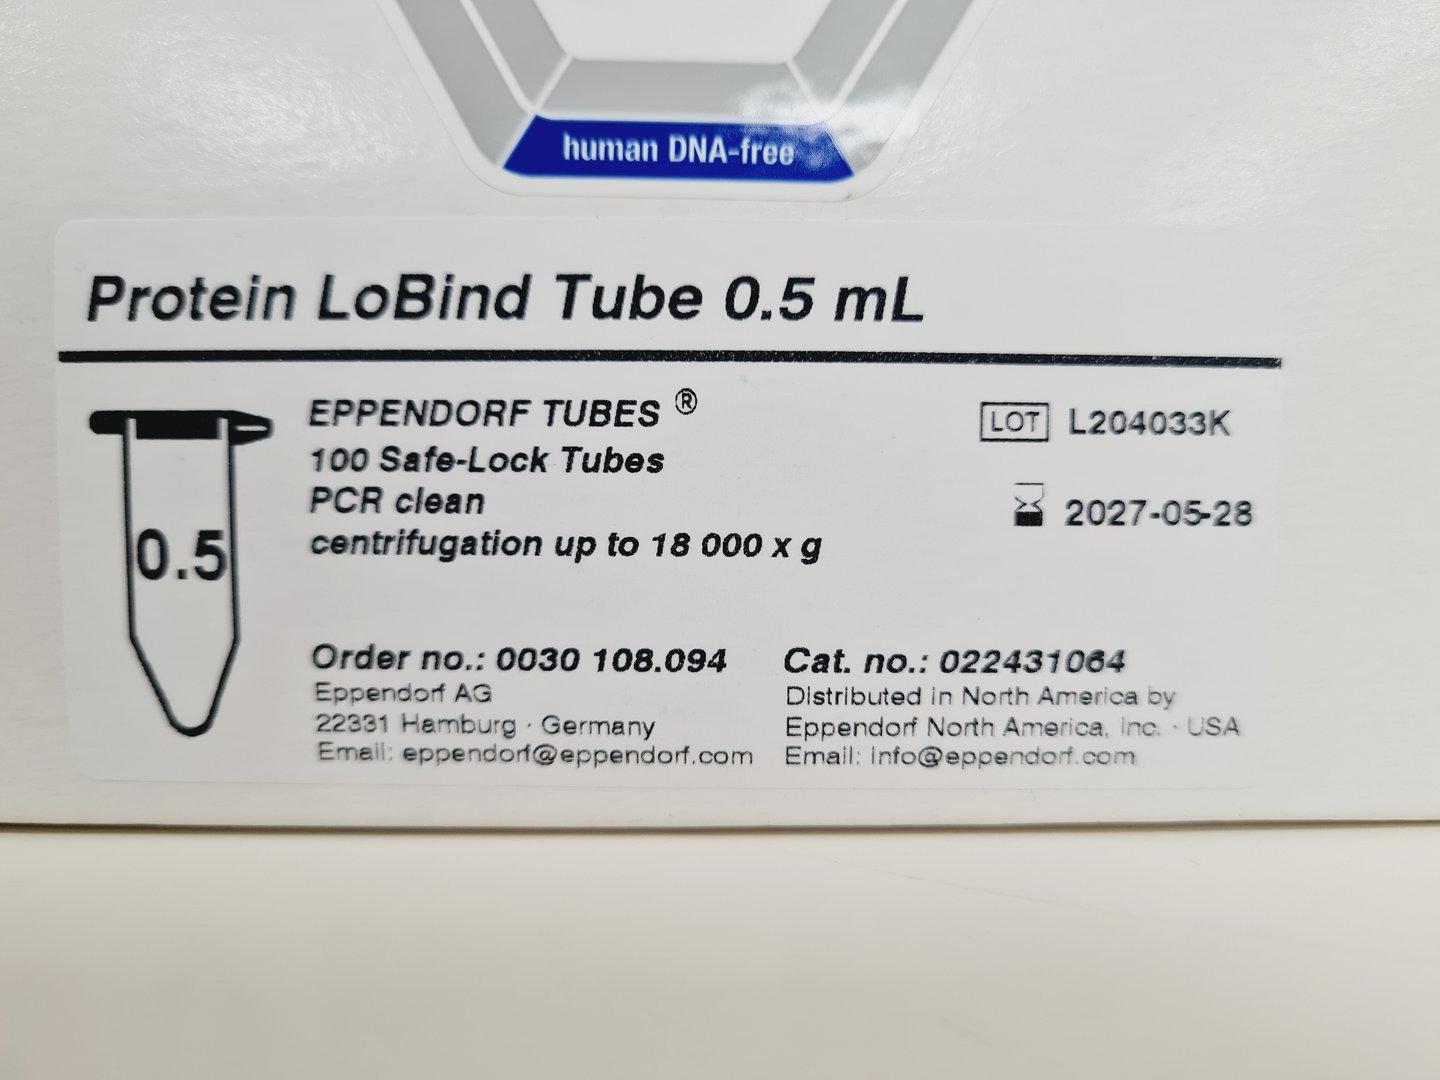 human DNA-free
Protein LoBind Tube 0.5 mL
EPPENDORF TUBES ®
100 Safe-Lock Tubes
PCR clean
centrifugation up to 18 000 x g
LOT L204033K
2027-05-28
0.5
Order no.: 0030 108.094
Eppendorf AG
22331 Hamburg · Germany
Email: eppendorf@eppendorf.com
Cat. no.: 022431064
Distributed in North America by
Eppendorf North America, Inc. · USA
Email: info@eppendorf.com